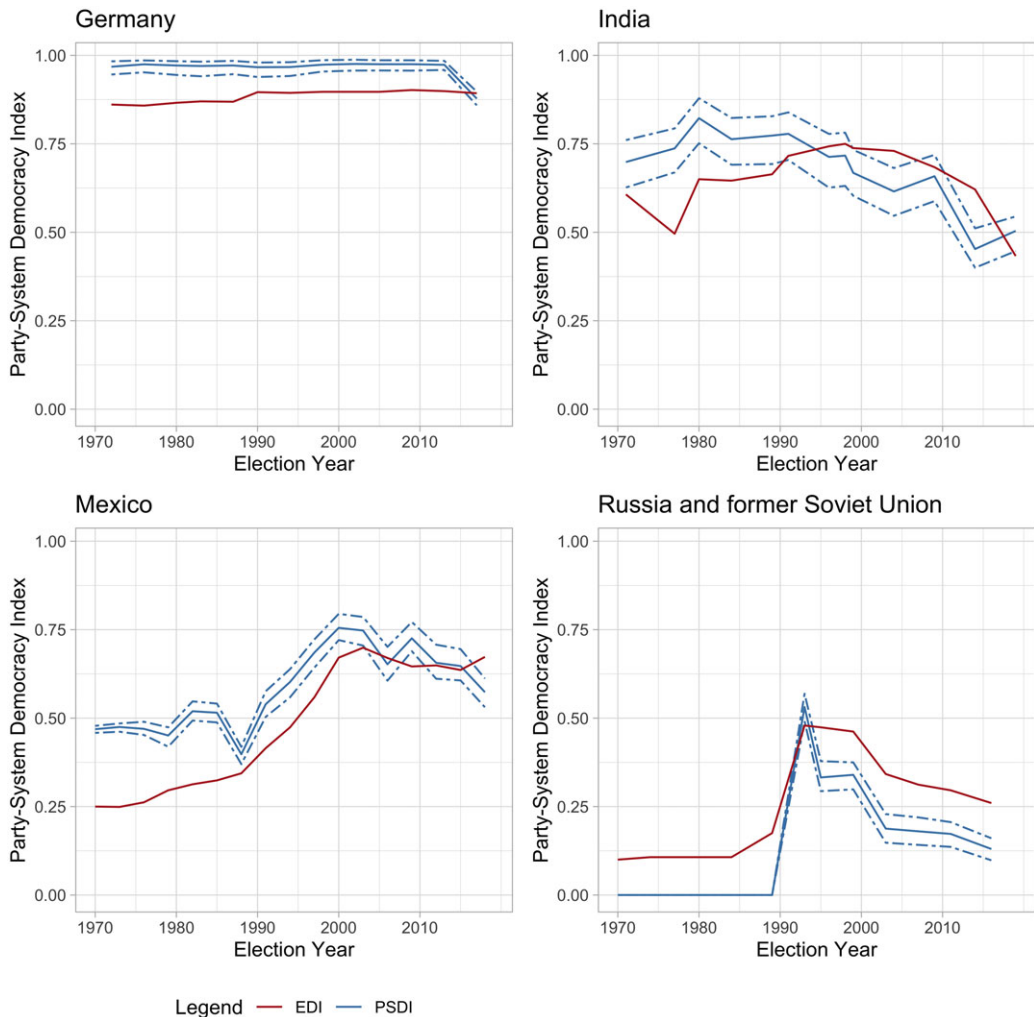 Germany
1.00
0.75
0.50
0.25
0.00
Party-System Democracy Index
1970 1980 1990 2000 2010
Election Year
India
1.00
0.75
0.50
0.25
0.00
Party-System Democracy Index
1970 1980 1990 2000 2010
Election Year
Mexico
1.00
0.75
0.50
0.25
0.00
Party-System Democracy Index
1970 1980 1990 2000 2010
Election Year
Russia and former Soviet Union
1.00
0.75
0.50
0.25
0.00
Party-System Democracy Index
1970 1980 1990 2000 2010
Election Year
Legend EDI PSDI